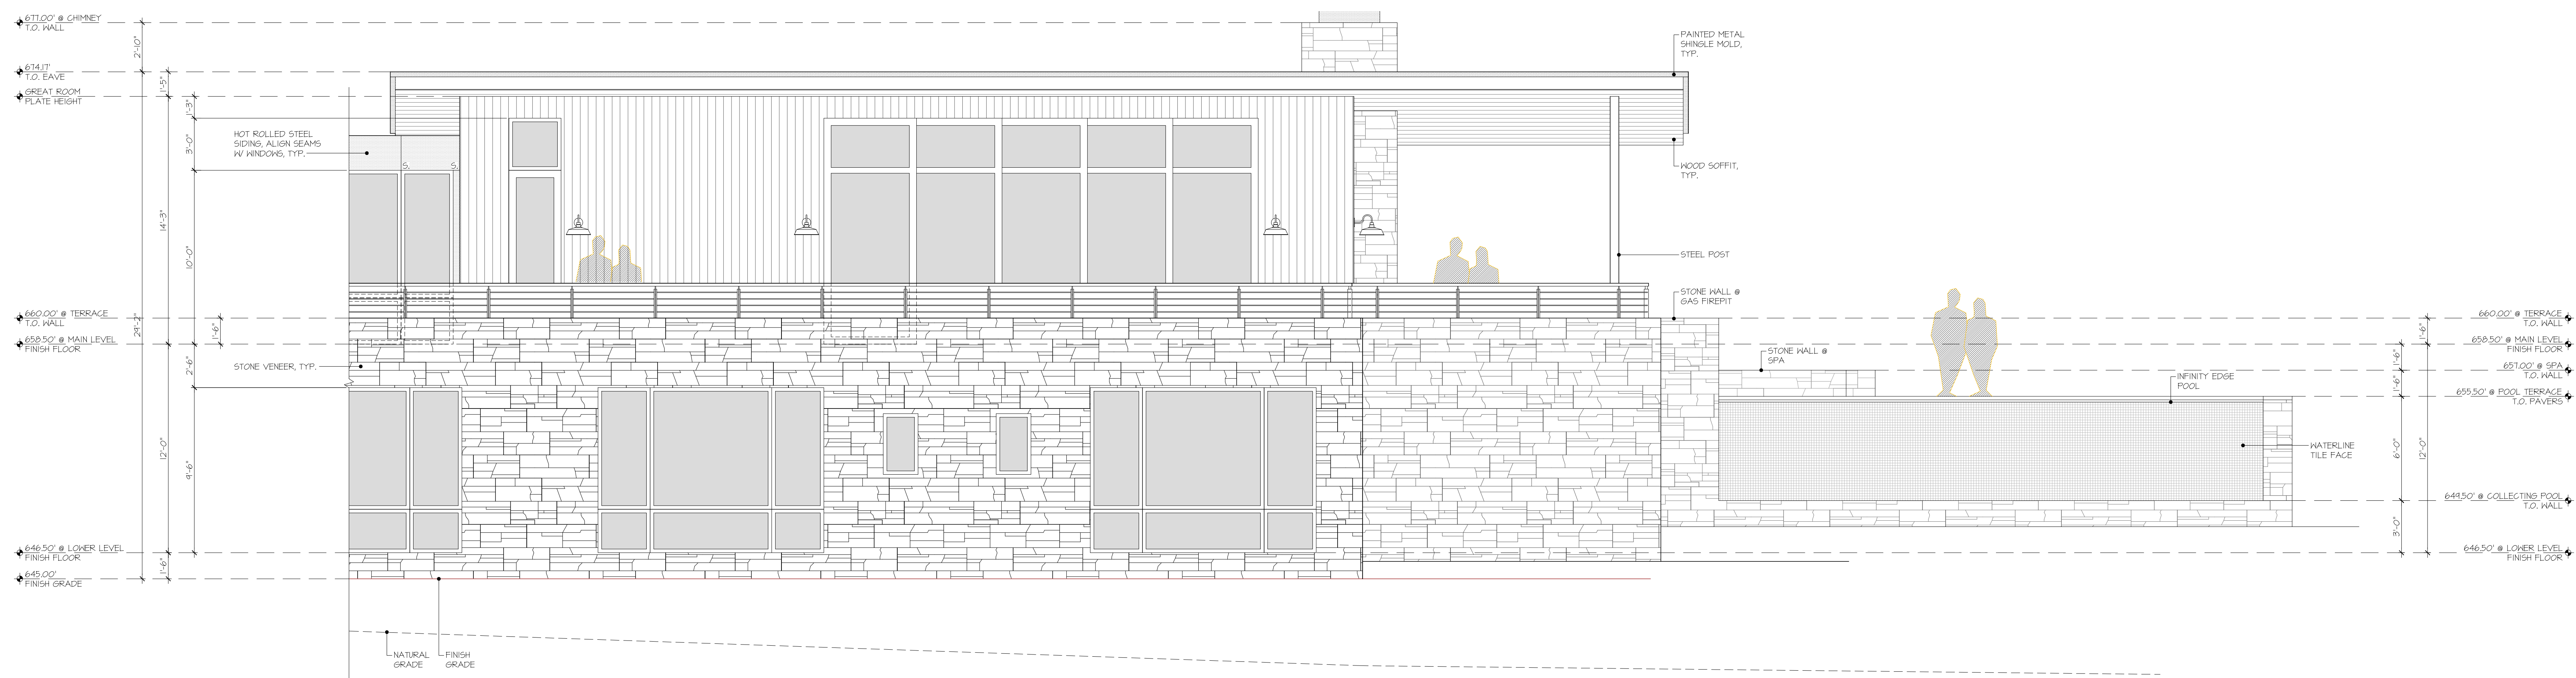 677.00' @ CHIMNEY
T.O. WALL
2'-10"
674.17'
T.O. EAVE
1'-5"
GREAT ROOM
PLATE HEIGHT
1'-3"
3'-0"
HOT ROLLED STEEL
SIDING, ALIGN SEAMS
W/ WINDOWS, TYP.
S.
S.
14'-3"
10'-0"
29'-2"
660.00' @ TERRACE
T.O. WALL
1'-6"
658.50' @ MAIN LEVEL
FINISH FLOOR
2'-6"
STONE VENEER, TYP.
12'-0"
9'-6"
646.50' @ LOWER LEVEL
FINISH FLOOR
1'-6"
645.00'
FINISH GRADE
NATURAL
GRADE
FINISH
GRADE
PAINTED METAL
SHINGLE MOLD,
TYP.
WOOD SOFFIT,
TYP.
STEEL POST
STONE WALL @
GAS FIREPIT
STONE WALL @
SPA
INFINITY EDGE
POOL
WATERLINE
TILE FACE
660.00' @ TERRACE
T.O. WALL
1'-6"
658.50' @ MAIN LEVEL
FINISH FLOOR
1'-6"
657.00' @ SPA
T.O. WALL
1'-6"
655.50' @ POOL TERRACE
T.O. PAVERS
6'-0"
12'-0"
649.50' @ COLLECTING POOL
T.O. WALL
3'-0"
646.50' @ LOWER LEVEL
FINISH FLOOR